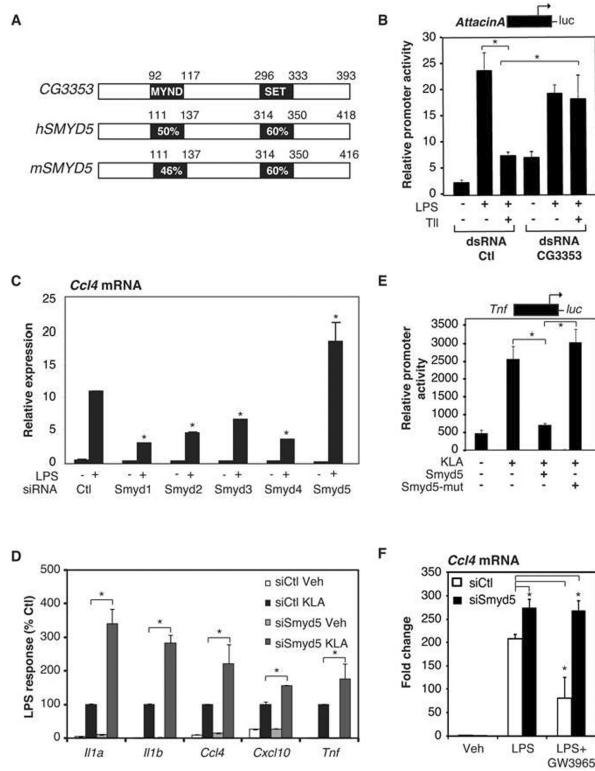 A
92 117 296 333 393
CG3353 MYND SET
111 137 314 350 418
hSMYD5 50% 60%
111 137 314 350 416
mSMYD5 46% 60%
B
AttacinA luc
Relative promoter activity
30
25
20
15
10
5
0
LPS - + + - + +
Tll - - + - - +
dsRNA dsRNA
Ctl CG3353
C
Ccl4 mRNA
Relative expression
25
20
15
10
5
0
* * * * *
LPS - + - + - + - + - + - +
siRNA Ctl Smyd1 Smyd2 Smyd3 Smyd4 Smyd5
E
Tnf luc
Relative promoter
activity
3500
3000
2500
2000
1500
1000
500
0
* *
KLA - + + +
Smyd5 - - + -
Smyd5-mut - - - +
D
LPS response (% Ctl)
500
400
300
200
100
0
siCtl Veh
siCtl KLA
siSmyd5 Veh
siSmyd5 KLA
* * * * *
Il1a Il1b Ccl4 Cxcl10 Tnf
F
Ccl4 mRNA
siCtl
siSmyd5
Fold change
350
300
250
200
150
100
50
0
* * *
Veh LPS LPS+
GW3965